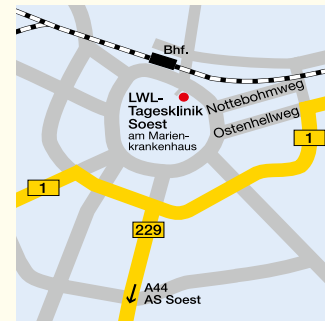 Bhf.
LWL-
Tagesklinik
Soest
am Marien-
krankenhaus
Nottebohmweg
Ostenhellweg
1
1
229
A44
AS Soest